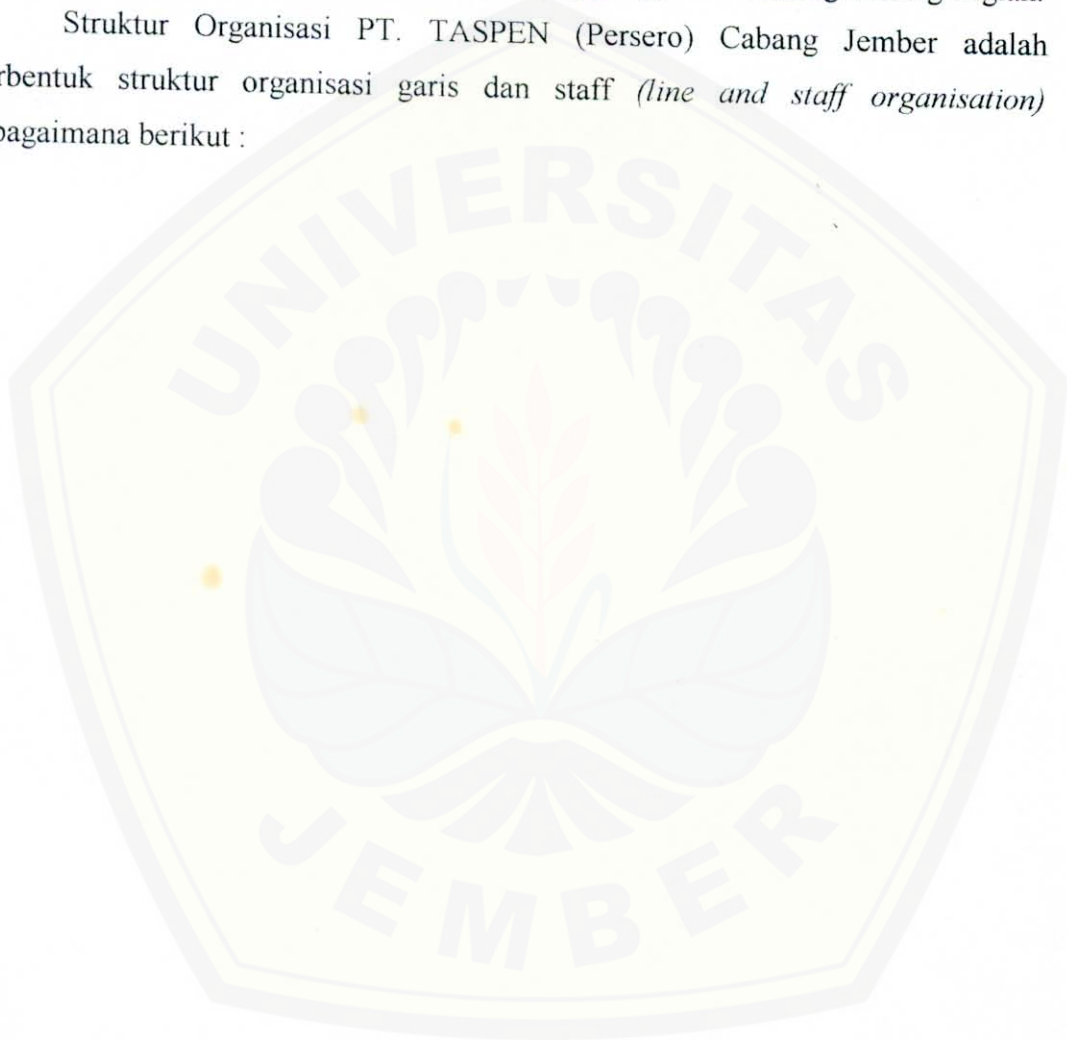 Struktur Organisasi PT. TASPEN (Persero) Cabang Jember adalah
rbentuk struktur organisasi garis dan staff (line and staff organisation)
bagaimana berikut :
UNIVERSITAS
JEMBER